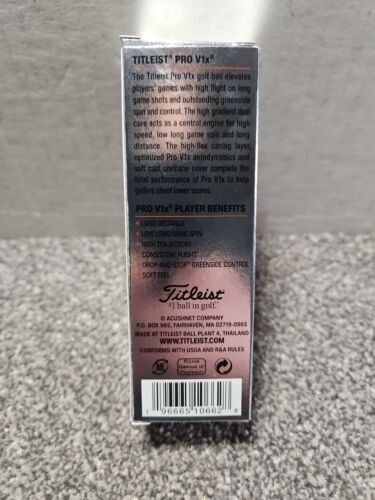 TITLEIST® PRO V1x®
The Titleist Pro V1x golf ball elevates
players' games with high flight on long
game shots and outstanding greenside
spin and control. The high gradient dual
core acts as a central engine for high
speed, low long game spin and long
distance. The high-flex casing layer,
optimized Pro V1x aerodynamics and
soft cast urethane cover complete the
total performance of Pro V1x to help
golfers shoot lower scores.
PRO V1x® PLAYER BENEFITS
• LONG DISTANCE
• LOW LONG GAME SPIN
• HIGH TRAJECTORY
• CONSISTENT FLIGHT
• DROP-AND-STOP™ GREENSIDE CONTROL
• SOFT FEEL
Titleist
#1 ball in golf.®
© ACUSHNET COMPANY
P.O. BOX 965, FAIRHAVEN, MA 02719-0965
MADE AT TITLEIST BALL PLANT 4, THAILAND
WWW.TITLEIST.COM
CONFORMS WITH USGA AND R&A RULES
PLEASE
DISPOSE OF
PROPERLY
1 96665 10662 8